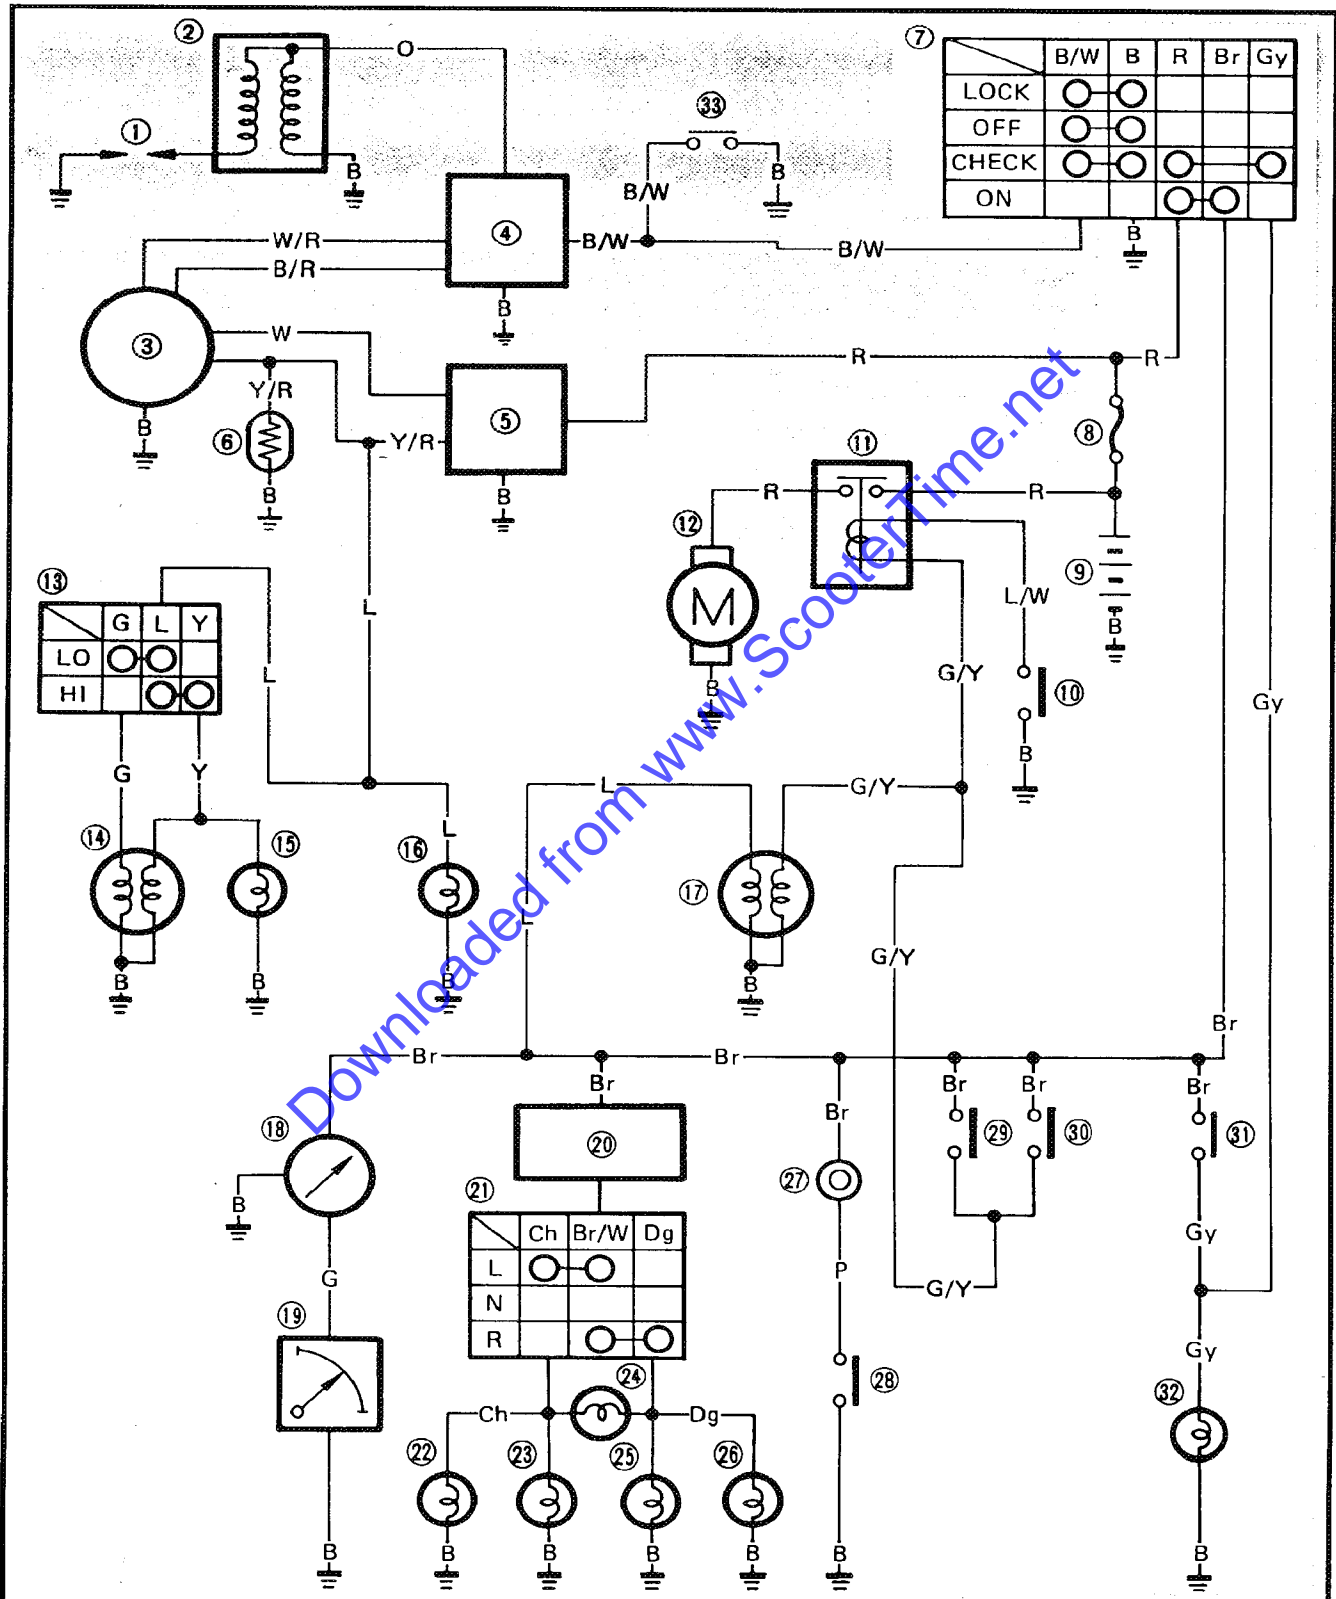 ② O ⑦
B/W B R Br Gy
LOCK
OFF
CHECK
ON
① ㉝
B B/W B
W/R ④ B/W B/W B
B/R B
③ W R R
Y/R ⑤
B ⑥ Y/R ⑧
B B
⑪ R R
⑫ ⑨
L/W B
M
⑬ G L Y
LO
HI
L L B G/Y ⑩ Gy
B
G Y L G/Y
⑭ ⑮ ⑯ L ⑰
L G/Y
B B B B
Br Br Br
Br Br Br Br Br
⑱ ⑳ ㉗ ㉙ ㉚ ㉛
B ㉑ Ch Br/W Dg
L
N
R
G P G/Y Gy
⑲ ㉘ Gy
㉔ ㉜
Ch Dg
㉒ ㉓ ㉕ ㉖
B B B B B B B
Downloaded from www.ScooterTime.net